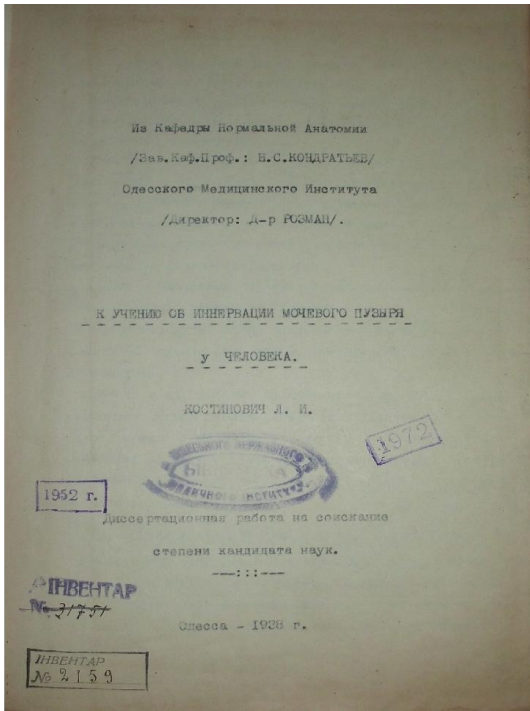 Из Кафедры Нормальной Анатомии
/Зав.Каф.Проф.: Н.С.КОНДРАТЬЕВ/
Одесского Медицинского Института
/Директор: Д-р РОЗМАН/.
К УЧЕНИЮ ОБ ИННЕРВАЦИИ МОЧЕВОГО ПУЗЫРЯ
У ЧЕЛОВЕКА.
КОСТИНОВИЧ Л. И.
1972
1952 г.
Диссертационная работа на соискание
степени кандидата наук.
ІНВЕНТАР
№ 31751
Одесса - 1938 г.
ІНВЕНТАР
№ 2159